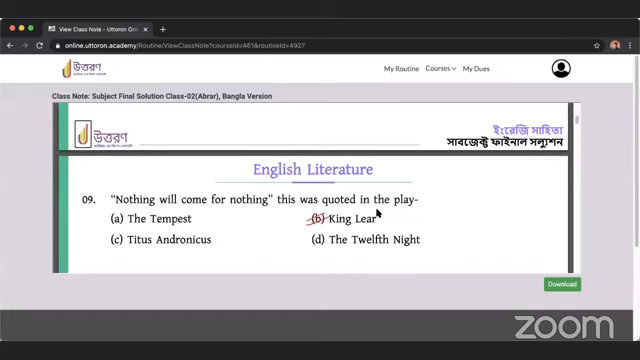 View Class Note - Uttoron Onl
online.uttoron.academy/Routine/ViewClassNote?courseId=461&routineId=4927
উত্তরণ
My Routine Courses My Dues
Class Note: Subject Final Solution Class-02(Abrar), Bangla Version
উত্তরণ
ইংরেজি সাহিত্য
সাবজেক্ট ফাইনাল সল্যুশন
English Literature
09. “Nothing will come for nothing” this was quoted in the play-
(a) The Tempest (b) King Lear
(c) Titus Andronicus (d) The Twelfth Night
Download
zoom